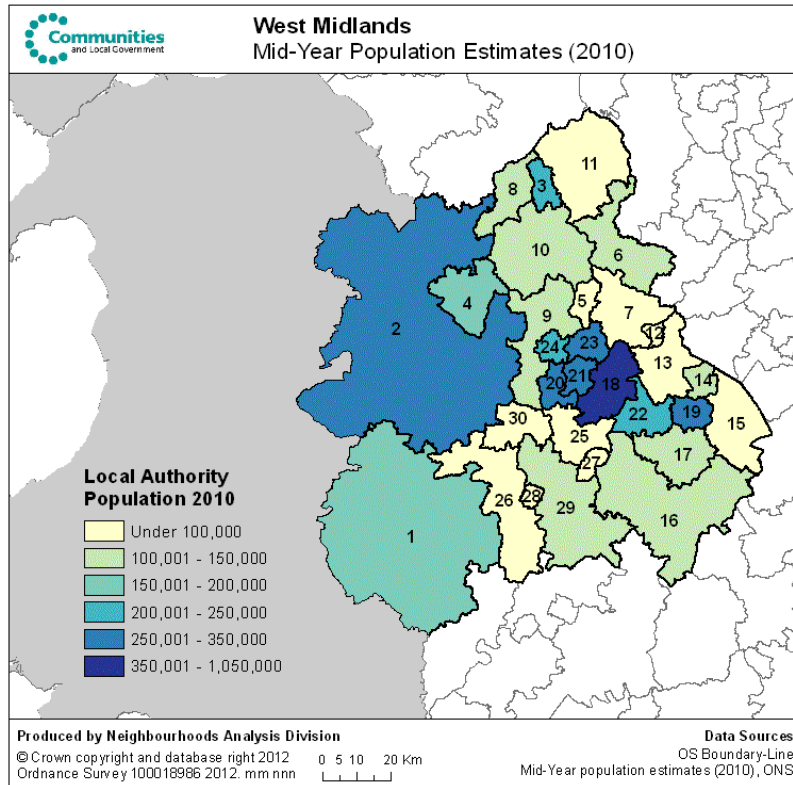 Communities
and Local Government
West Midlands
Mid-Year Population Estimates (2010)
11
8
3
10
6
4
5
7
2
9
12
24
23
13
20
21
18
14
22
19
15
30
25
17
27
26
28
29
16
1
Local Authority
Population 2010
Under 100,000
100,001 - 150,000
150,001 - 200,000
200,001 - 250,000
250,001 - 350,000
350,001 - 1,050,000
Produced by Neighbourhoods Analysis Division
© Crown copyright and database right 2012
Ordnance Survey 100018986 2012. mm nnn
0 5 10 20 Km
Data Sources
OS Boundary-Line
Mid-Year population estimates (2010), ONS